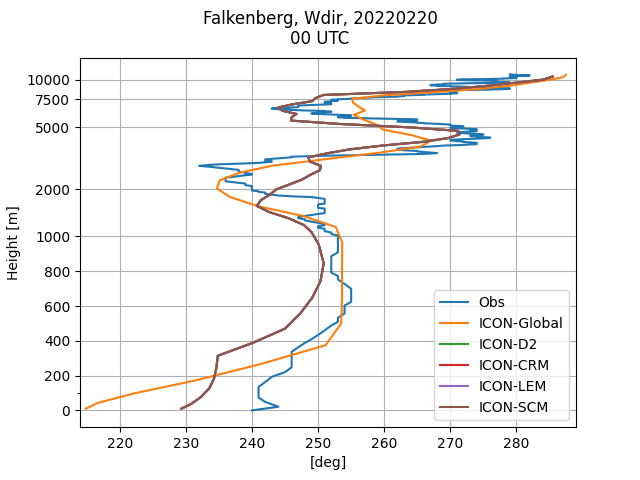 Falkenberg, Wdir, 20220220
00 UTC
10000
7500
5000
2000
1000
800
600
400
200
0
Height [m]
220
230
240
250
260
270
280
[deg]
Obs
ICON-Global
ICON-D2
ICON-CRM
ICON-LEM
ICON-SCM